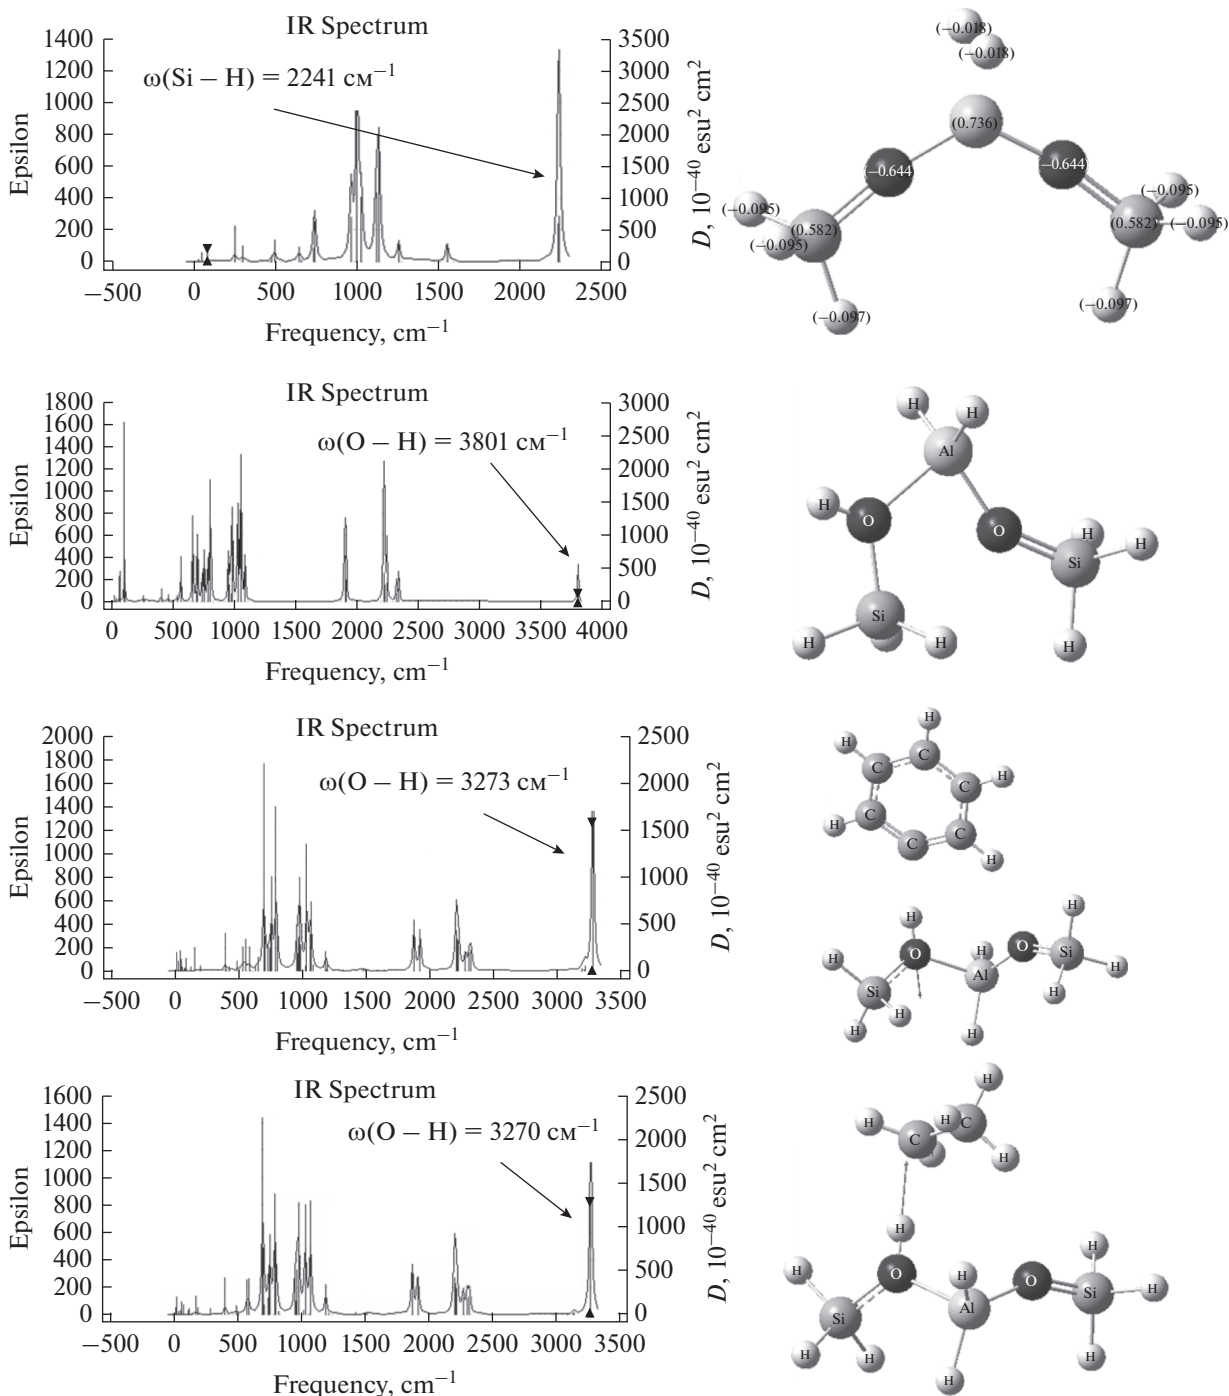 IR Spectrum
ω(Si – H) = 2241 см⁻¹
Epsilon
1400
1200
1000
800
600
400
200
0
3500
3000
2500
2000
1500
1000
500
0
D, 10⁻⁴⁰ esu² cm²
−500 0 500 1000 1500 2000 2500
Frequency, cm⁻¹
(−0.018)
(−0.018)
(0.736)
−0.644
−0.644
(−0.095)
(−0.095)
(0.582)
(0.582)
(−0.095)
(−0.095)
(−0.097)
(−0.097)
IR Spectrum
ω(O – H) = 3801 см⁻¹
Epsilon
1800
1600
1400
1200
1000
800
600
400
200
0
3000
2500
2000
1500
1000
500
0
D, 10⁻⁴⁰ esu² cm²
0 500 1000 1500 2000 2500 3000 3500 4000
Frequency, cm⁻¹
H H
Al
H O O
H H
Si
Si
H H H
IR Spectrum
ω(O – H) = 3273 см⁻¹
Epsilon
2000
1800
1600
1400
1200
1000
800
600
400
200
0
2500
2000
1500
1000
500
0
D, 10⁻⁴⁰ esu² cm²
−500 0 500 1000 1500 2000 2500 3000 3500
Frequency, cm⁻¹
H
H C
C H
C
H C C
C H
H H
H O H O Si
Al H
Si H H
H H
IR Spectrum
ω(O – H) = 3270 см⁻¹
Epsilon
1600
1400
1200
1000
800
600
400
200
0
2500
2000
1500
1000
500
0
D, 10⁻⁴⁰ esu² cm²
−500 0 500 1000 1500 2000 2500 3000 3500
Frequency, cm⁻¹
H
H H C
C
H H
H
H
H O H O
Si H
Si Al
H H H
H